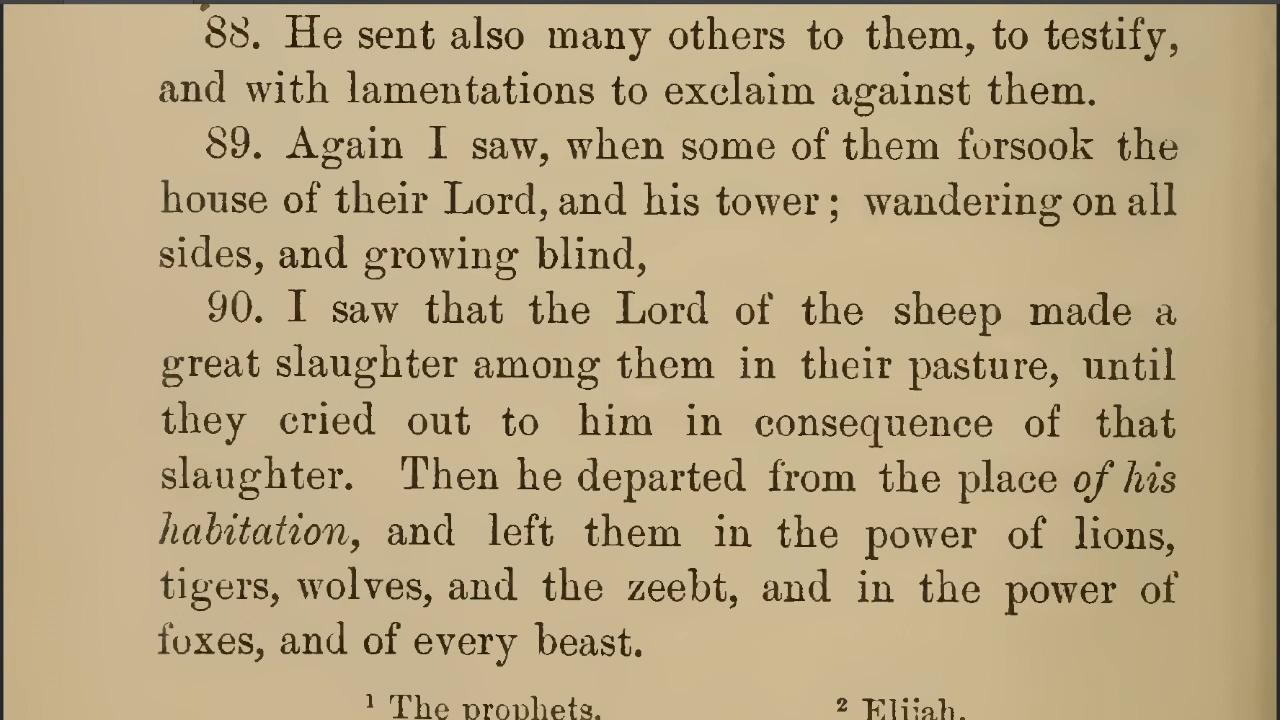 88. He sent also many others to them, to testify,
and with lamentations to exclaim against them.
89. Again I saw, when some of them forsook the
house of their Lord, and his tower; wandering on all
sides, and growing blind,
90. I saw that the Lord of the sheep made a
great slaughter among them in their pasture, until
they cried out to him in consequence of that
slaughter. Then he departed from the place of his
habitation, and left them in the power of lions,
tigers, wolves, and the zeebt, and in the power of
foxes, and of every beast.
¹ The prophets. ² Elijah.